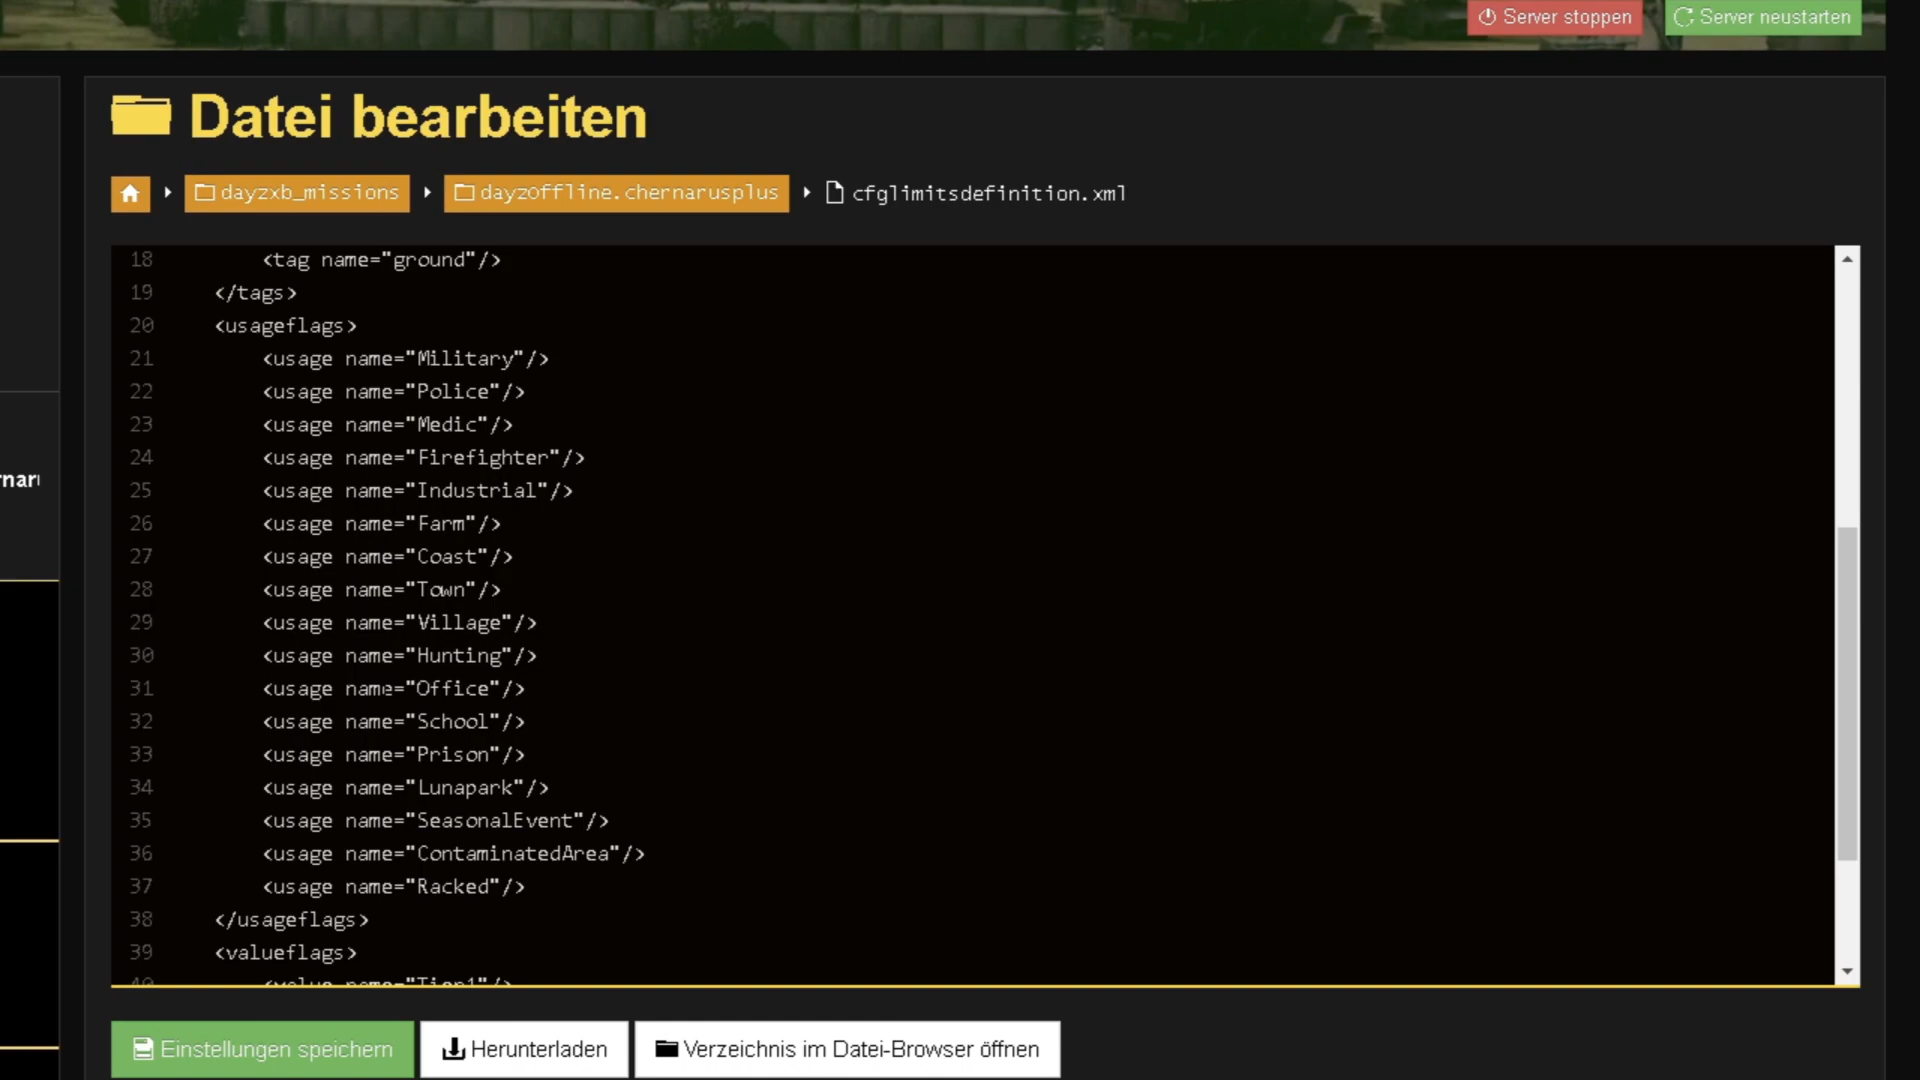 Server stoppen
Server neustarten
Datei bearbeiten
dayzxb_missions
dayzOffline.chernarusplus
cfglimitsdefinition.xml
18 <tag name="ground"/>
19 </tags>
20 <usageflags>
21 <usage name="Military"/>
22 <usage name="Police"/>
23 <usage name="Medic"/>
24 <usage name="Firefighter"/>
25 <usage name="Industrial"/>
26 <usage name="Farm"/>
27 <usage name="Coast"/>
28 <usage name="Town"/>
29 <usage name="Village"/>
30 <usage name="Hunting"/>
31 <usage name="Office"/>
32 <usage name="School"/>
33 <usage name="Prison"/>
34 <usage name="Lunapark"/>
35 <usage name="SeasonalEvent"/>
36 <usage name="ContaminatedArea"/>
37 <usage name="Racked"/>
38 </usageflags>
39 <valueflags>
40 <value name="Tier1"/>
Einstellungen speichern
Herunterladen
Verzeichnis im Datei-Browser öffnen